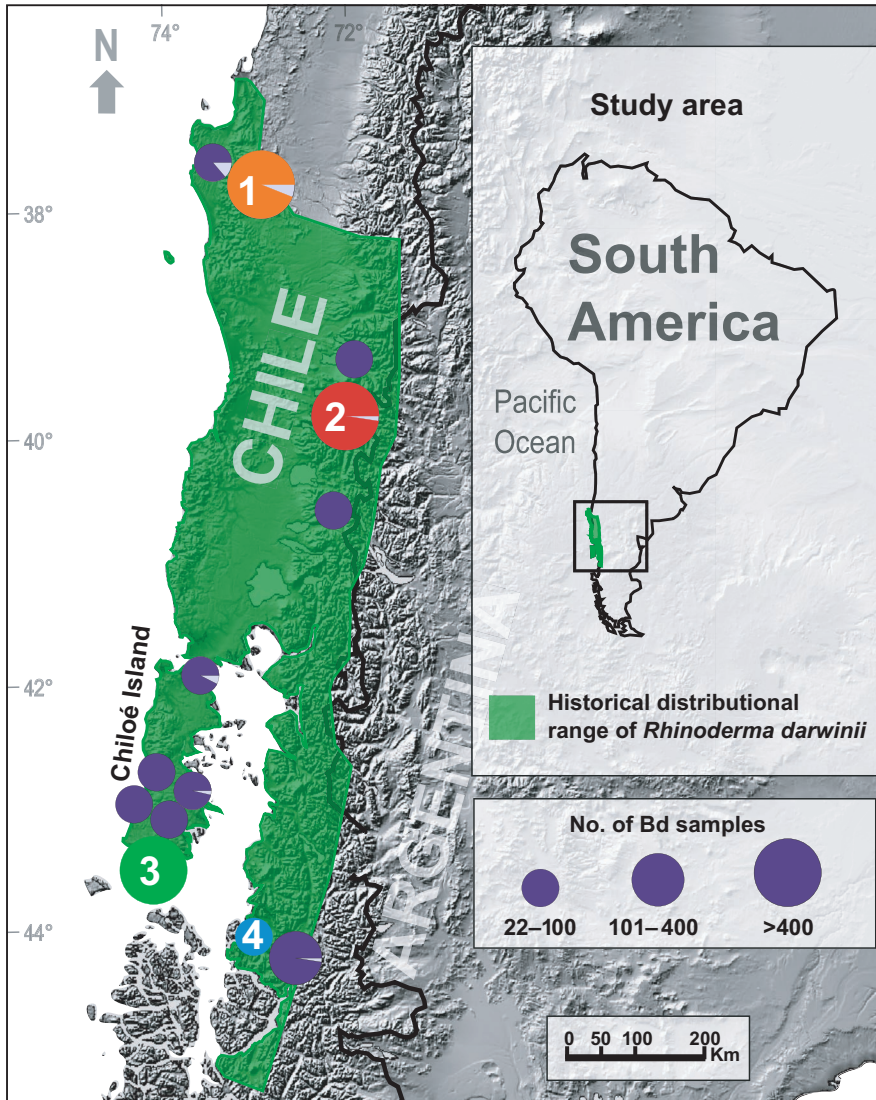 74°
72°
N
38°
40°
42°
44°
1
2
3
4
CHILE
ARGENTINA
Chiloé Island
Study area
South
America
Pacific
Ocean
Historical distributional
range of Rhinoderma darwinii
No. of Bd samples
22–100 101–400 >400
0 50 100 200
Km